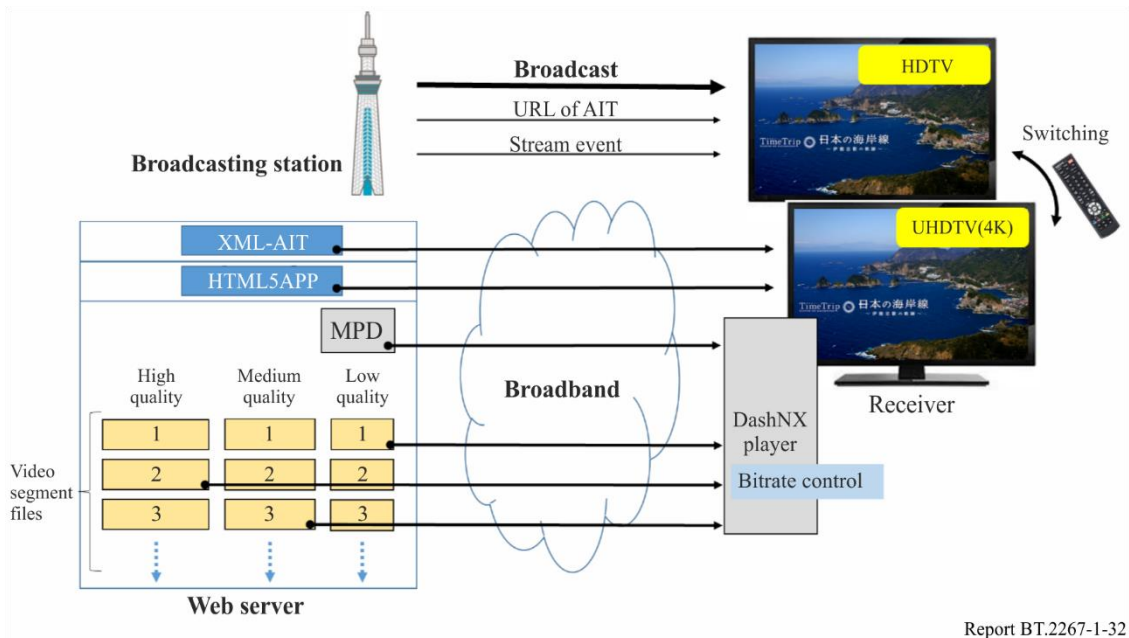 Broadcasting station
Broadcast
URL of AIT
Stream event
HDTV
TimeTrip 日本の海岸線
Switching
UHDTV(4K)
TimeTrip 日本の海岸線
XML-AIT
HTML5APP
MPD
High quality
Medium quality
Low quality
1
1
1
2
2
2
3
3
3
Video segment files
Web server
Broadband
DashNX player
Bitrate control
Receiver
Report BT.2267-1-32